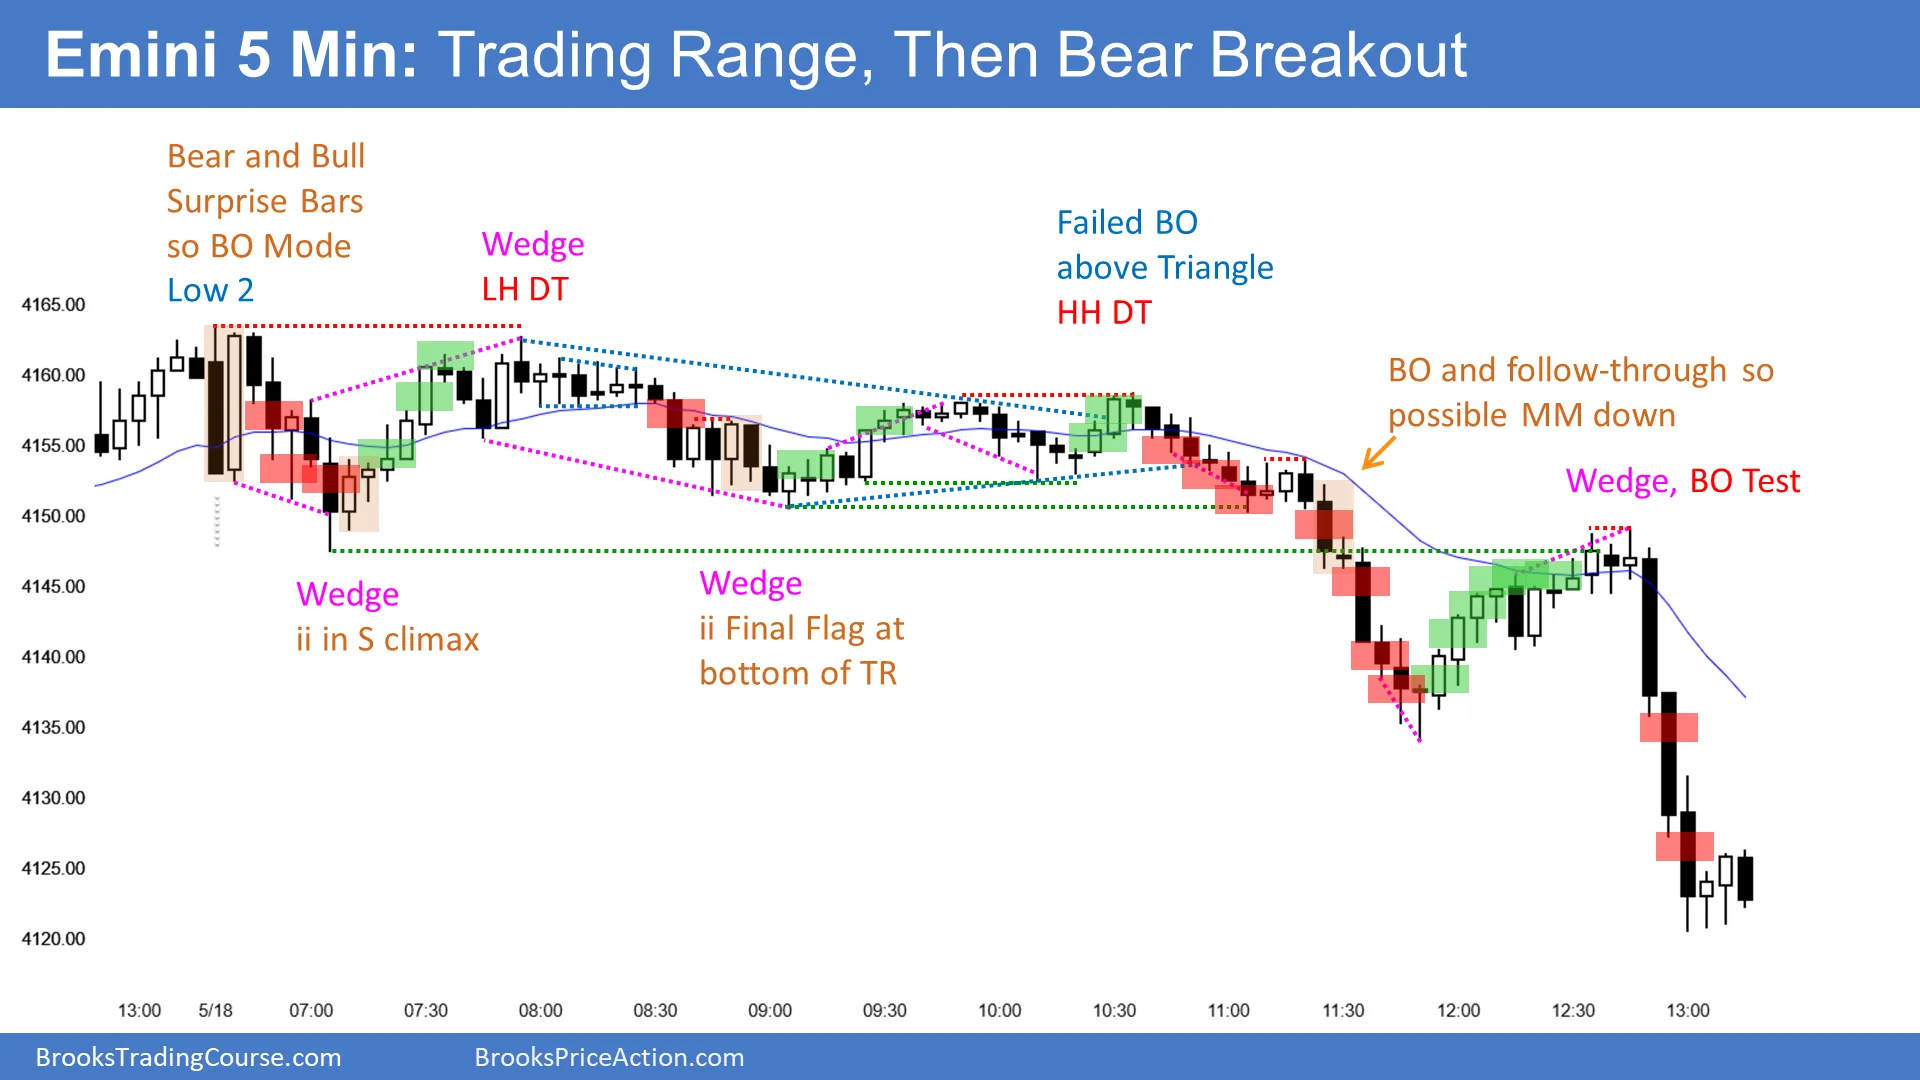 Emini 5 Min: Trading Range, Then Bear Breakout
Bear and Bull
Surprise Bars
so BO Mode
Low 2
Wedge
LH DT
Failed BO
above Triangle
HH DT
BO and follow-through so
possible MM down
Wedge, BO Test
Wedge
ii in S climax
Wedge
ii Final Flag at
bottom of TR
4165.00
4160.00
4155.00
4150.00
4145.00
4140.00
4135.00
4130.00
4125.00
4120.00
13:00 5/18 07:00 07:30 08:00 08:30 09:00 09:30 10:00 10:30 11:00 11:30 12:00 12:30 13:00
BrooksTradingCourse.com BrooksPriceAction.com